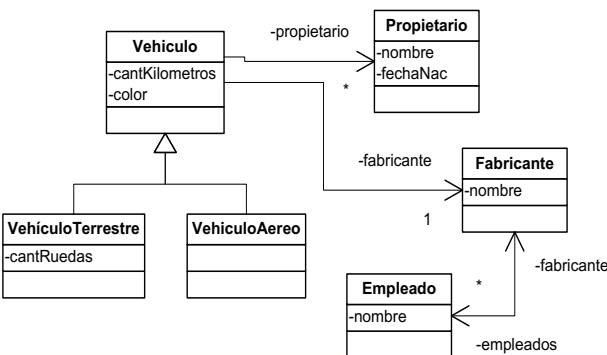 -propietario
Propietario
-nombre
-fechaNac
Vehiculo
-cantKilometros
-color
*
-fabricante
Fabricante
-nombre
1
VehículoTerrestre
-cantRuedas
VehiculoAereo
-fabricante
*
Empleado
-nombre
-empleados